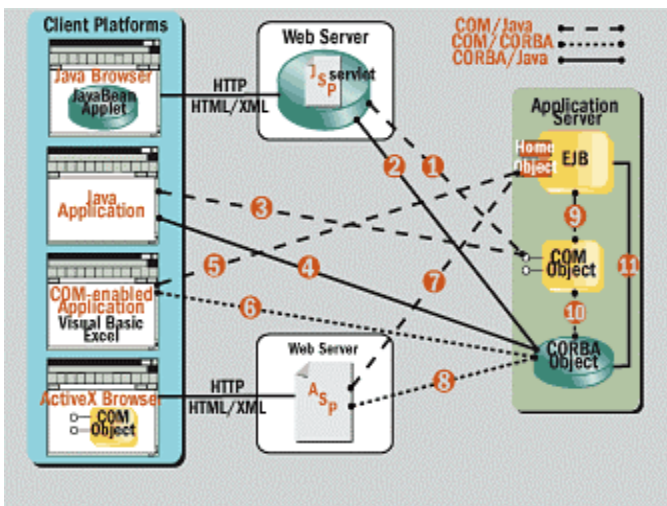 Client Platforms
Java Browser
JavaBean
Applet
Java
Application
COM-enabled
Application
Visual Basic
Excel
ActiveX Browser
COM
Object
HTTP
HTML/XML
Web Server
JSP servlet
COM/Java
COM/CORBA
CORBA/Java
Application
Server
Home
Object
EJB
COM
Object
CORBA
Object
1
2
3
4
5
6
7
8
9
10
11
Web Server
ASP
HTTP
HTML/XML